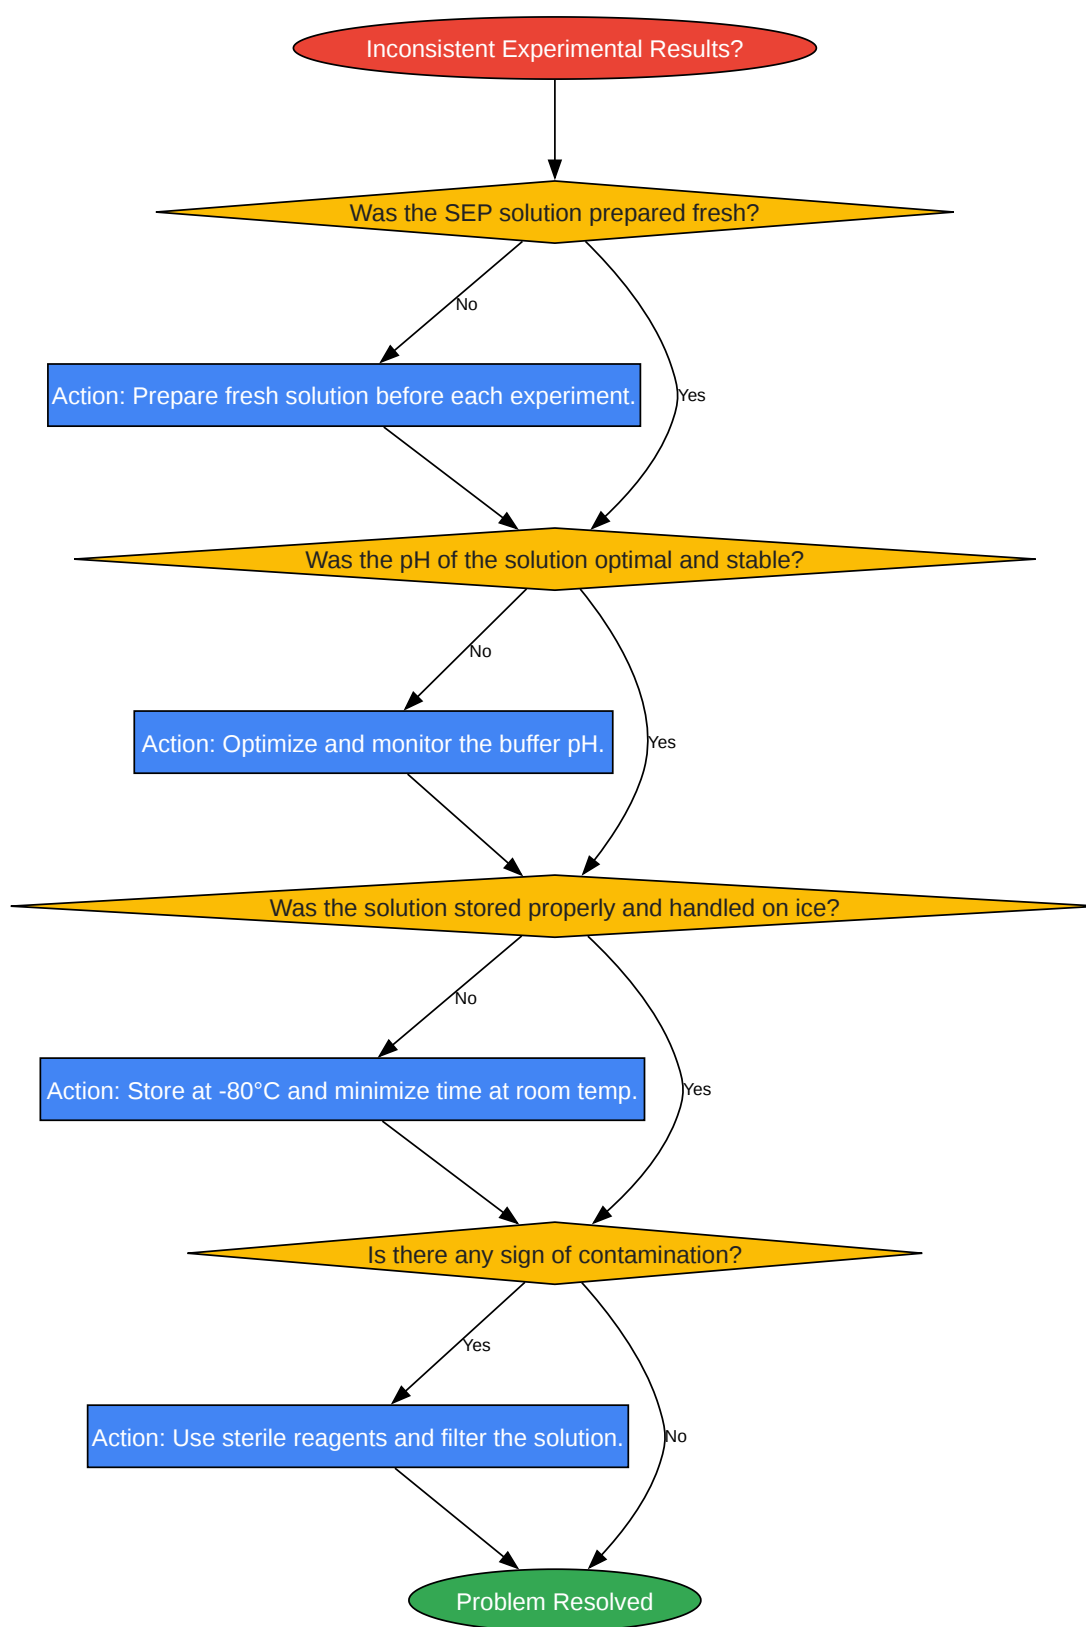 Inconsistent Experimental Results?
Was the SEP solution prepared fresh?
No
Action: Prepare fresh solution before each experiment.
Yes
Was the pH of the solution optimal and stable?
No
Action: Optimize and monitor the buffer pH.
Yes
Was the solution stored properly and handled on ice?
No
Action: Store at -80°C and minimize time at room temp.
Yes
Is there any sign of contamination?
Yes
Action: Use sterile reagents and filter the solution.
No
Problem Resolved